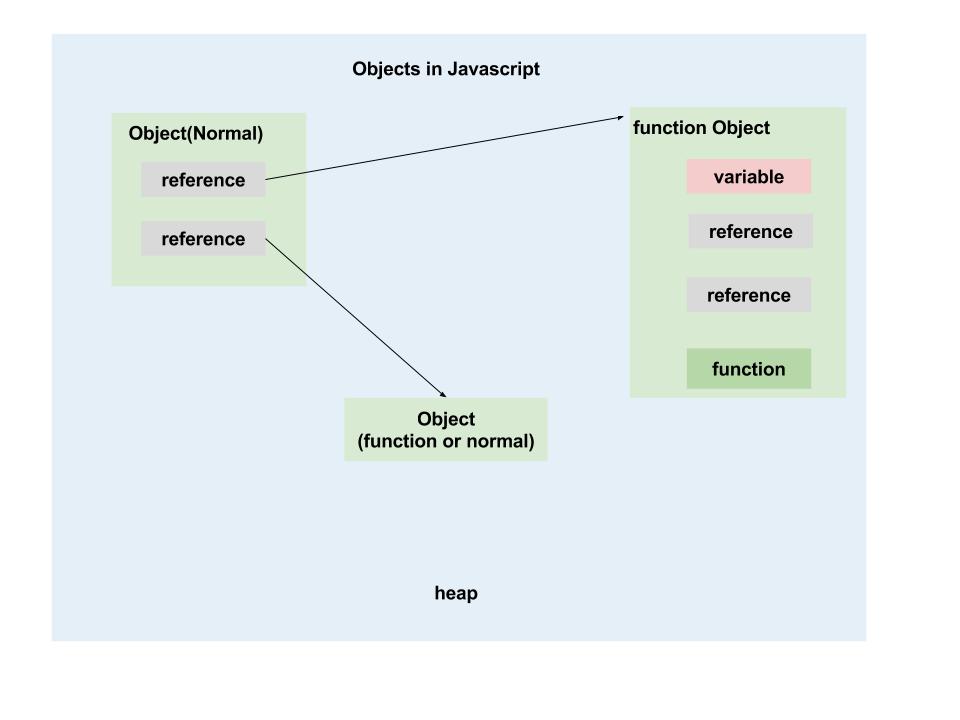 Objects in Javascript
Object(Normal)
reference
reference
function Object
variable
reference
reference
function
Object
(function or normal)
heap